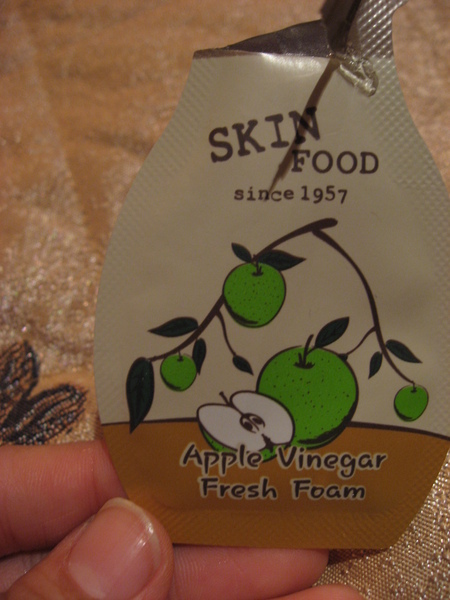 SKIN
FOOD
since 1957
Apple Vinegar
Fresh Foam